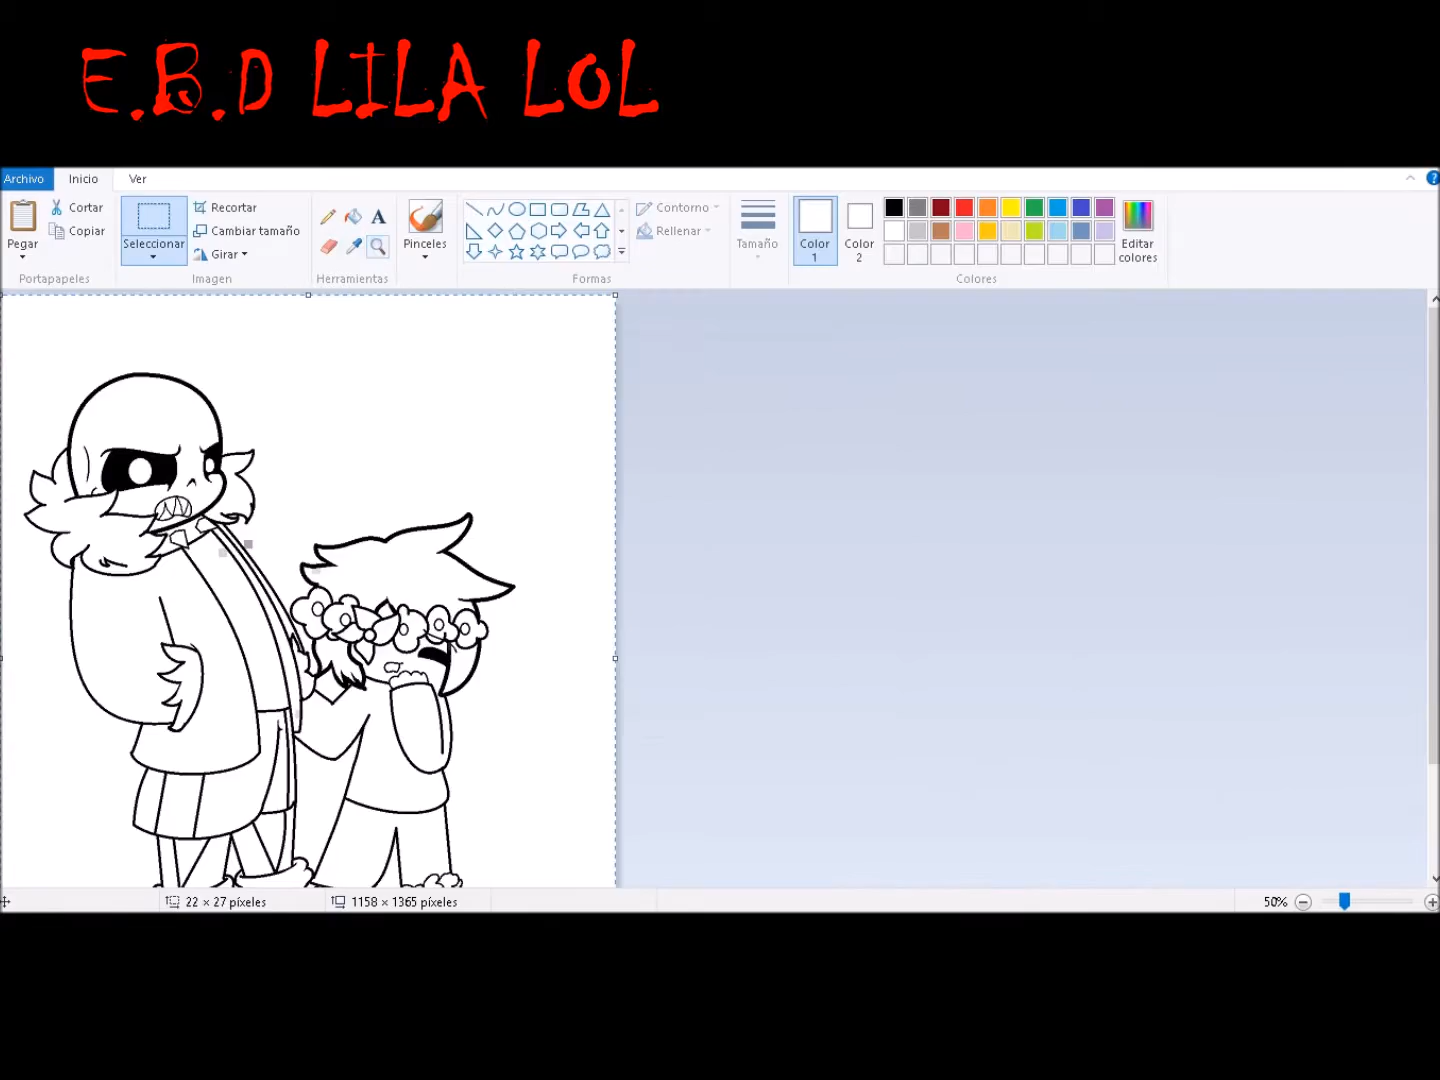 E.B.D LILA LOL
Archivo Inicio Ver
Pegar
Cortar
Copiar
Portapapeles
Seleccionar
Recortar
Cambiar tamaño
Girar
Imagen
A
Herramientas
Pinceles
Formas
Contorno
Rellenar
Tamaño
Color 1
Color 2
Editar colores
Colores
22 × 27 píxeles
1158 × 1365 píxeles
50%